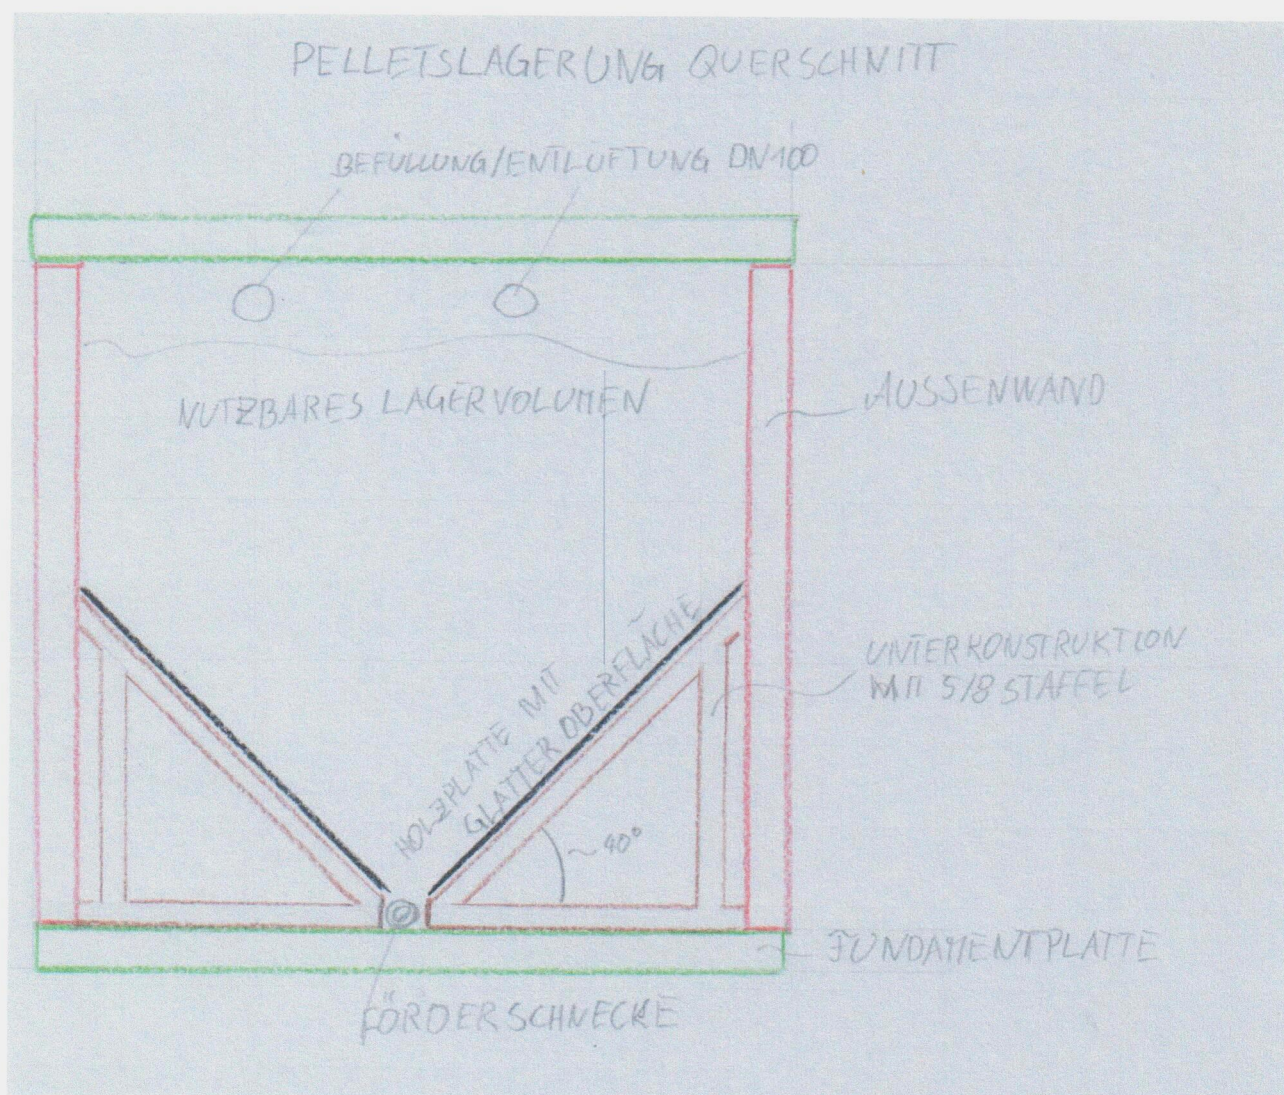 PELLETSLAGERUNG QUERSCHNITT
BEFÜLLUNG/ENTLÜFTUNG DN100
NUTZBARES LAGERVOLUMEN
AUSSENWAND
HOLZPLATTE MIT
GLATTER OBERFLÄCHE
UNTERKONSTRUKTION
MIT 5/8 STAFFEL
~40°
FUNDAMENTPLATTE
FÖRDERSCHNECKE